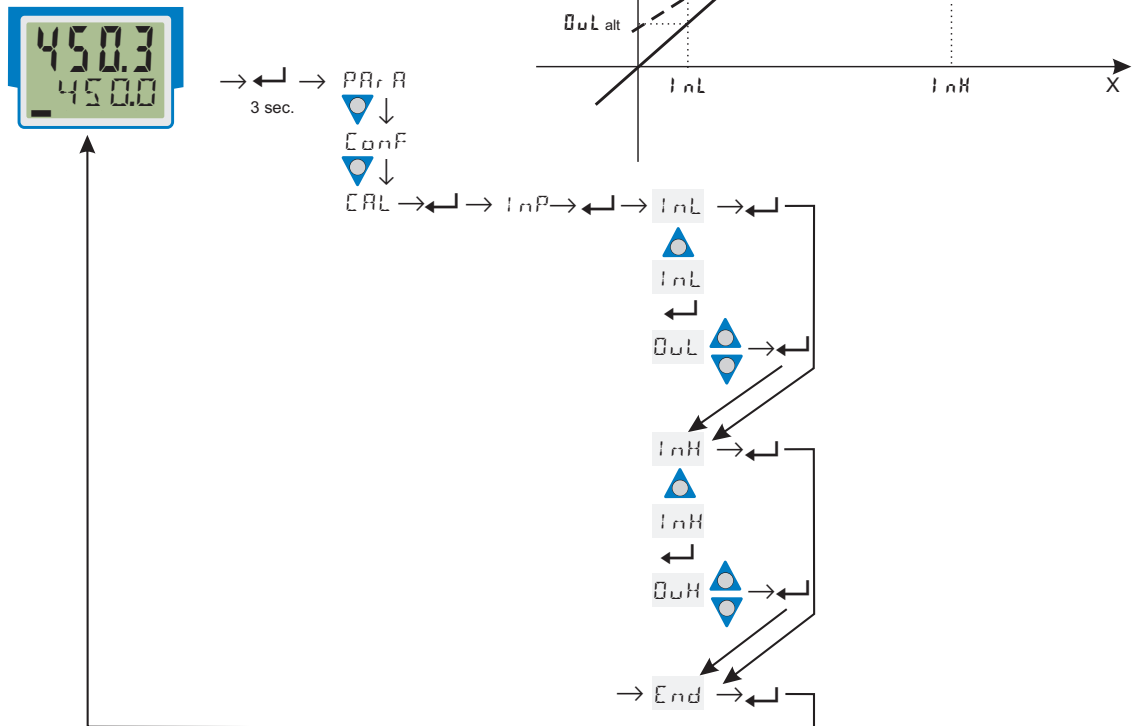 450.3
450.0
3 sec.
PArA
ConF
CAL
InP
OuL alt
InL
InH
X
InL
InL
OuL
InH
InH
OuH
End